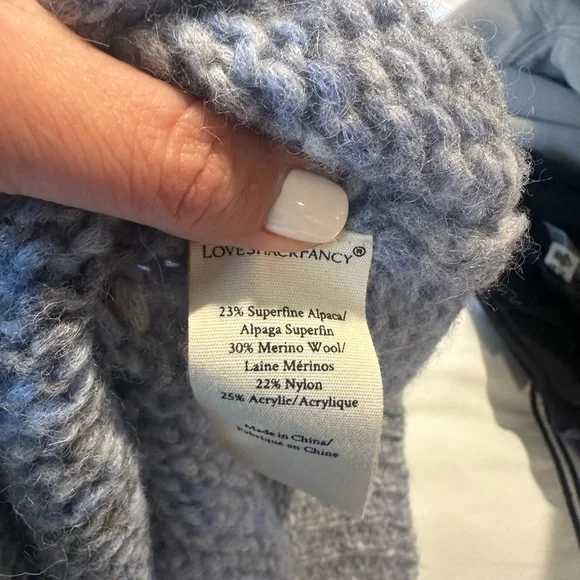 LOVESHACKFANCY®
23% Superfine Alpaca/
Alpaga Superfin
30% Merino Wool/
Laine Mérinos
22% Nylon
25% Acrylic/Acrylique
Made in China/
Fabriqué en Chine